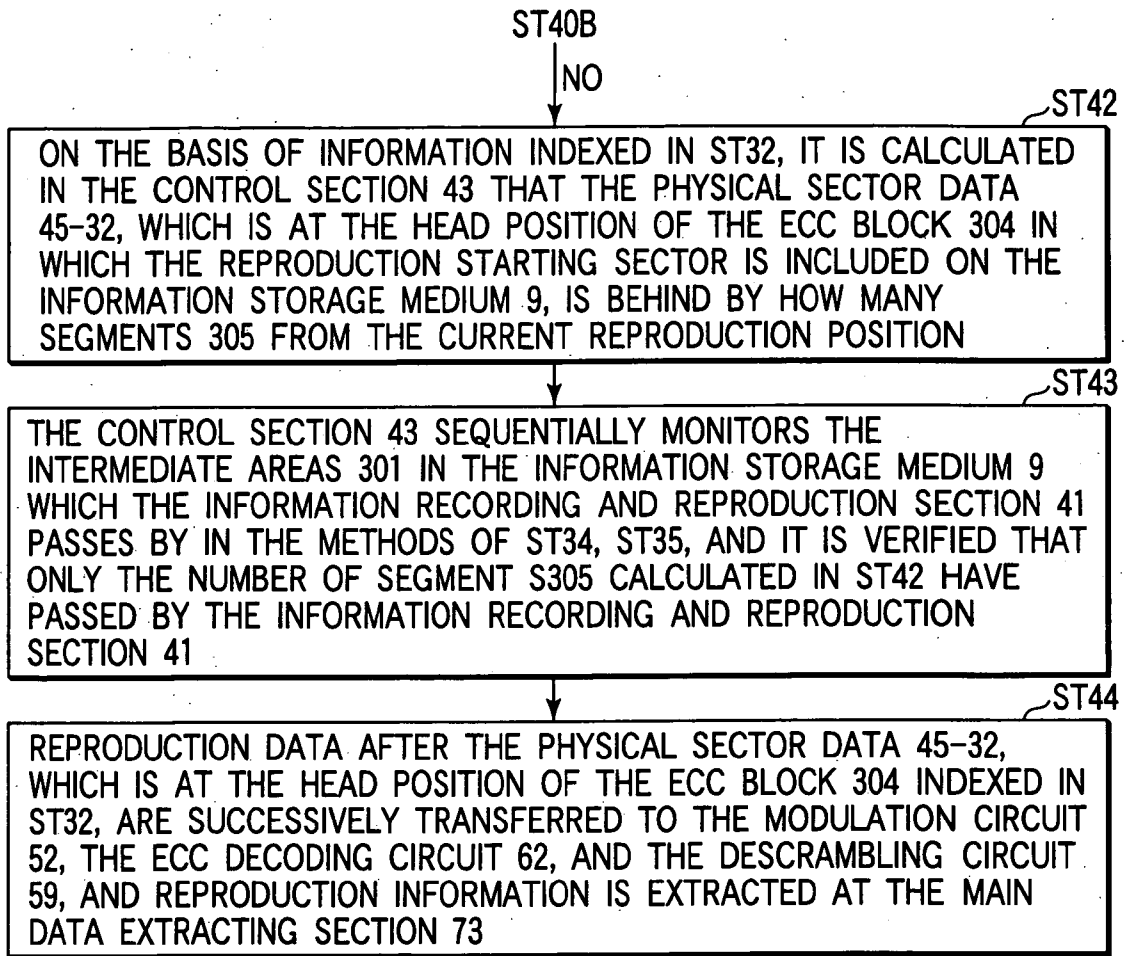 ST40B
NO
ST42
ON THE BASIS OF INFORMATION INDEXED IN ST32, IT IS CALCULATED
IN THE CONTROL SECTION 43 THAT THE PHYSICAL SECTOR DATA
45-32, WHICH IS AT THE HEAD POSITION OF THE ECC BLOCK 304 IN
WHICH THE REPRODUCTION STARTING SECTOR IS INCLUDED ON THE
INFORMATION STORAGE MEDIUM 9, IS BEHIND BY HOW MANY
SEGMENTS 305 FROM THE CURRENT REPRODUCTION POSITION
ST43
THE CONTROL SECTION 43 SEQUENTIALLY MONITORS THE
INTERMEDIATE AREAS 301 IN THE INFORMATION STORAGE MEDIUM 9
WHICH THE INFORMATION RECORDING AND REPRODUCTION SECTION 41
PASSES BY IN THE METHODS OF ST34, ST35, AND IT IS VERIFIED THAT
ONLY THE NUMBER OF SEGMENT S305 CALCULATED IN ST42 HAVE
PASSED BY THE INFORMATION RECORDING AND REPRODUCTION
SECTION 41
ST44
REPRODUCTION DATA AFTER THE PHYSICAL SECTOR DATA 45-32,
WHICH IS AT THE HEAD POSITION OF THE ECC BLOCK 304 INDEXED IN
ST32, ARE SUCCESSIVELY TRANSFERRED TO THE MODULATION CIRCUIT
52, THE ECC DECODING CIRCUIT 62, AND THE DESCRAMBLING CIRCUIT
59, AND REPRODUCTION INFORMATION IS EXTRACTED AT THE MAIN
DATA EXTRACTING SECTION 73